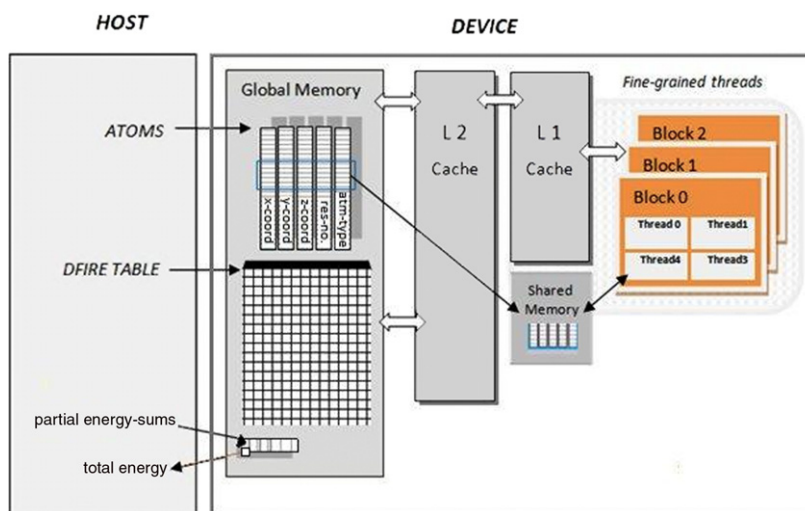 HOST
DEVICE
Global Memory
ATOMS
x-coord
y-coord
z-coord
res-no.
atm-type
DFIRE TABLE
partial energy-sums
total energy
L 2
Cache
L 1
Cache
Shared
Memory
Fine-grained threads
Block 2
Block 1
Block 0
Thread 0
Thread1
Thread4
Thread3